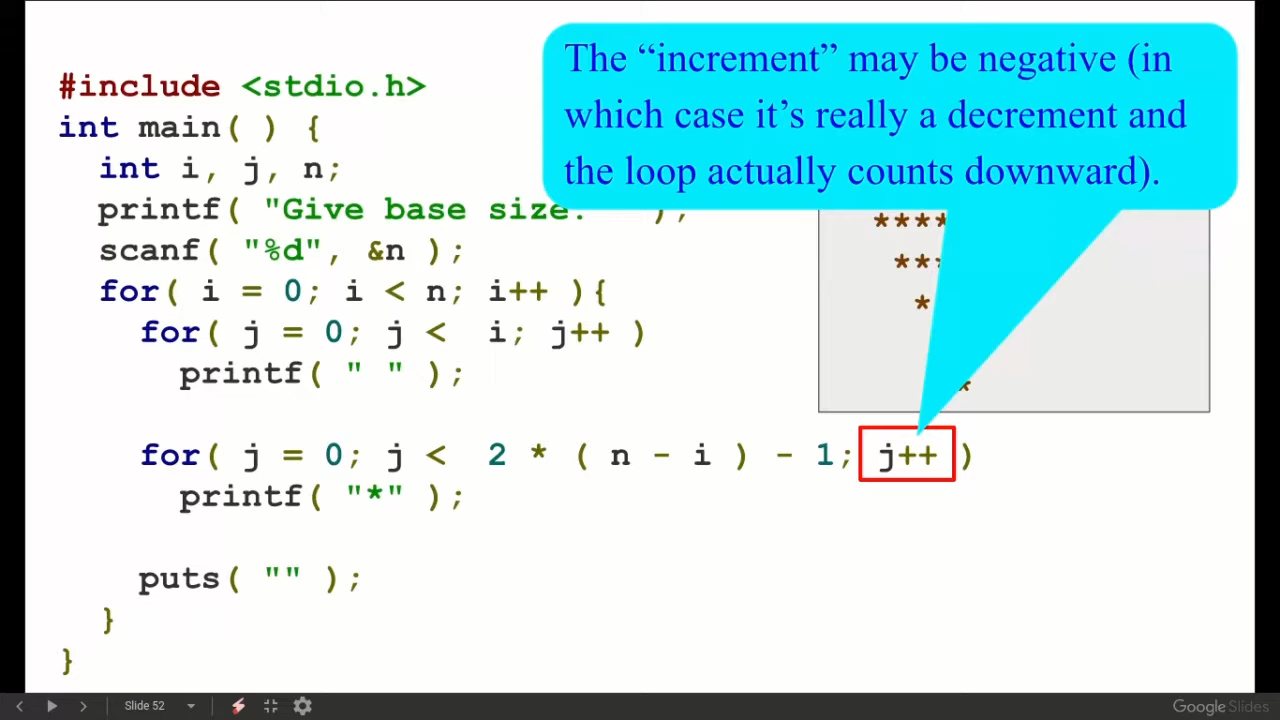 The “increment” may be negative (in
which case it’s really a decrement and
the loop actually counts downward).
#include <stdio.h>
int main( ) {
int i, j, n;
printf( "Give base size: " );
scanf( "%d", &n );
for( i = 0; i < n; i++ ){
for( j = 0; j < i; j++ )
printf( " " );
for( j = 0; j < 2 * ( n - i ) - 1; j++ )
printf( "*" );
puts( "" );
}
}
****
***
*
*
Slide 52
Google Slides